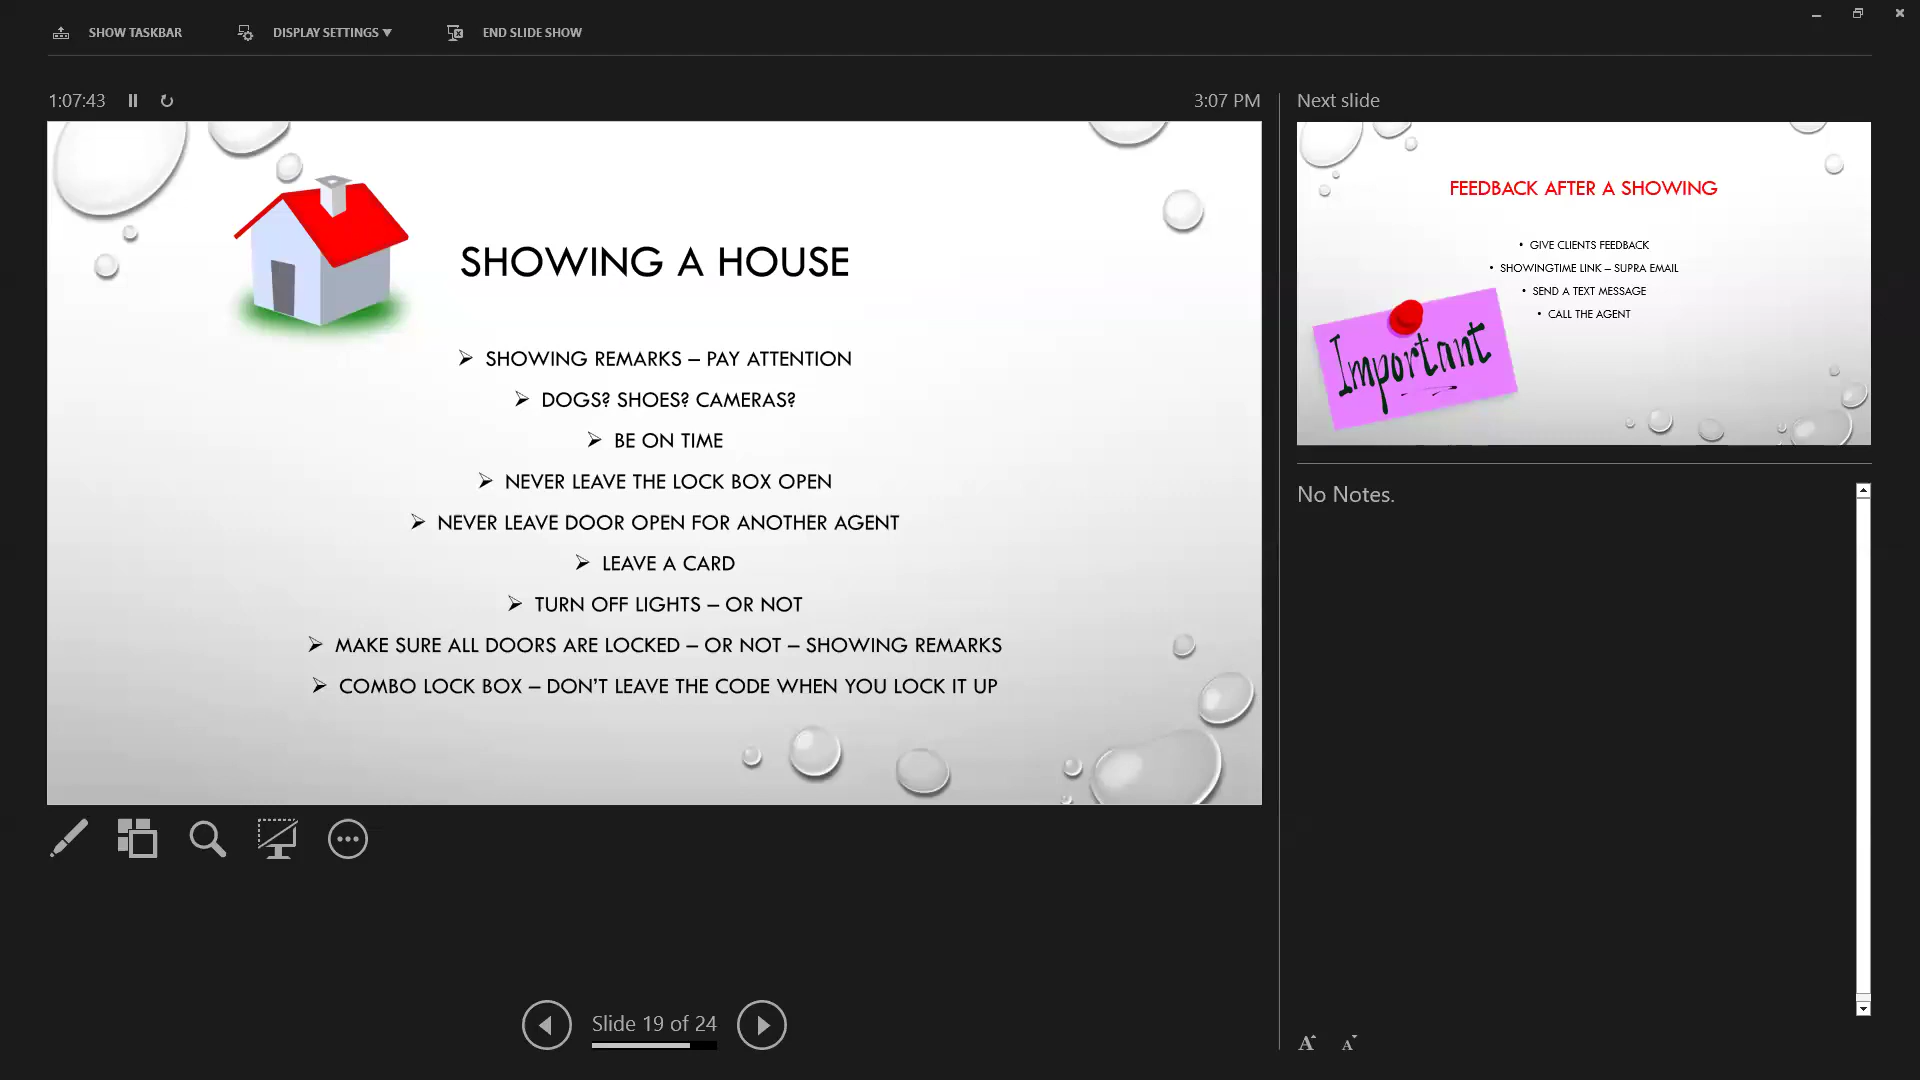 SHOW TASKBAR
DISPLAY SETTINGS ▼
END SLIDE SHOW
1:07:43
3:07 PM
SHOWING A HOUSE
➢ SHOWING REMARKS – PAY ATTENTION
➢ DOGS? SHOES? CAMERAS?
➢ BE ON TIME
➢ NEVER LEAVE THE LOCK BOX OPEN
➢ NEVER LEAVE DOOR OPEN FOR ANOTHER AGENT
➢ LEAVE A CARD
➢ TURN OFF LIGHTS – OR NOT
➢ MAKE SURE ALL DOORS ARE LOCKED – OR NOT – SHOWING REMARKS
➢ COMBO LOCK BOX – DON'T LEAVE THE CODE WHEN YOU LOCK IT UP
Slide 19 of 24
Next slide
FEEDBACK AFTER A SHOWING
• GIVE CLIENTS FEEDBACK
• SHOWINGTIME LINK – SUPRA EMAIL
• SEND A TEXT MESSAGE
• CALL THE AGENT
Important
No Notes.
A A